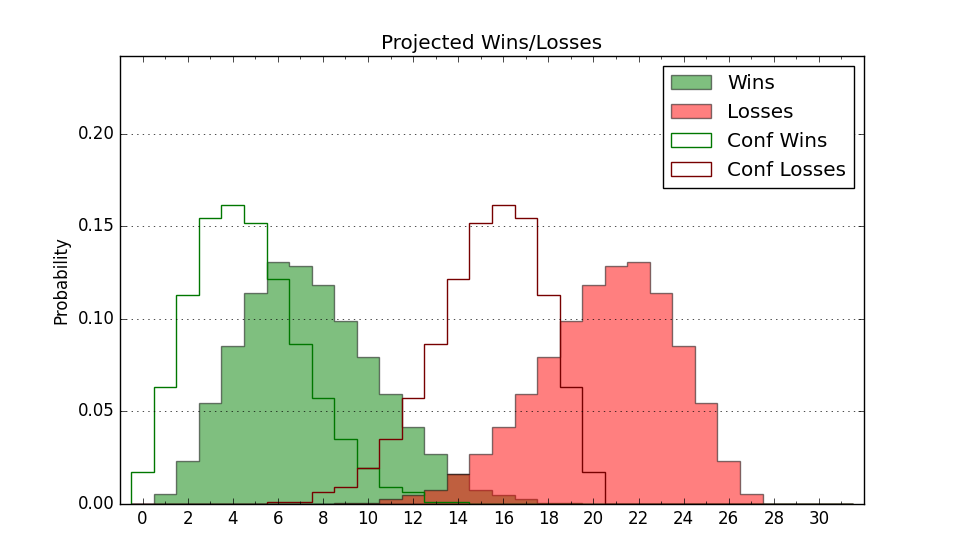 Projected Wins/Losses
Wins
Losses
Conf Wins
Conf Losses
Probability
0.20
0.15
0.10
0.05
0.00
0 2 4 6 8 10 12 14 16 18 20 22 24 26 28 30